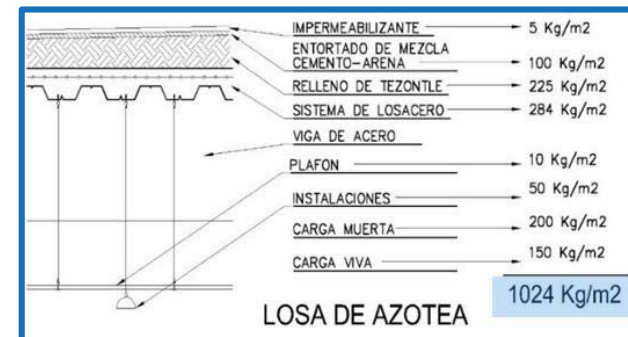 IMPERMEABILIZANTE 5 Kg/m2
ENTORTADO DE MEZCLA
CEMENTO-ARENA 100 Kg/m2
RELLENO DE TEZONTLE 225 Kg/m2
SISTEMA DE LOSACERO 284 Kg/m2
VIGA DE ACERO
PLAFON 10 Kg/m2
INSTALACIONES 50 Kg/m2
CARGA MUERTA 200 Kg/m2
CARGA VIVA 150 Kg/m2
LOSA DE AZOTEA 1024 Kg/m2